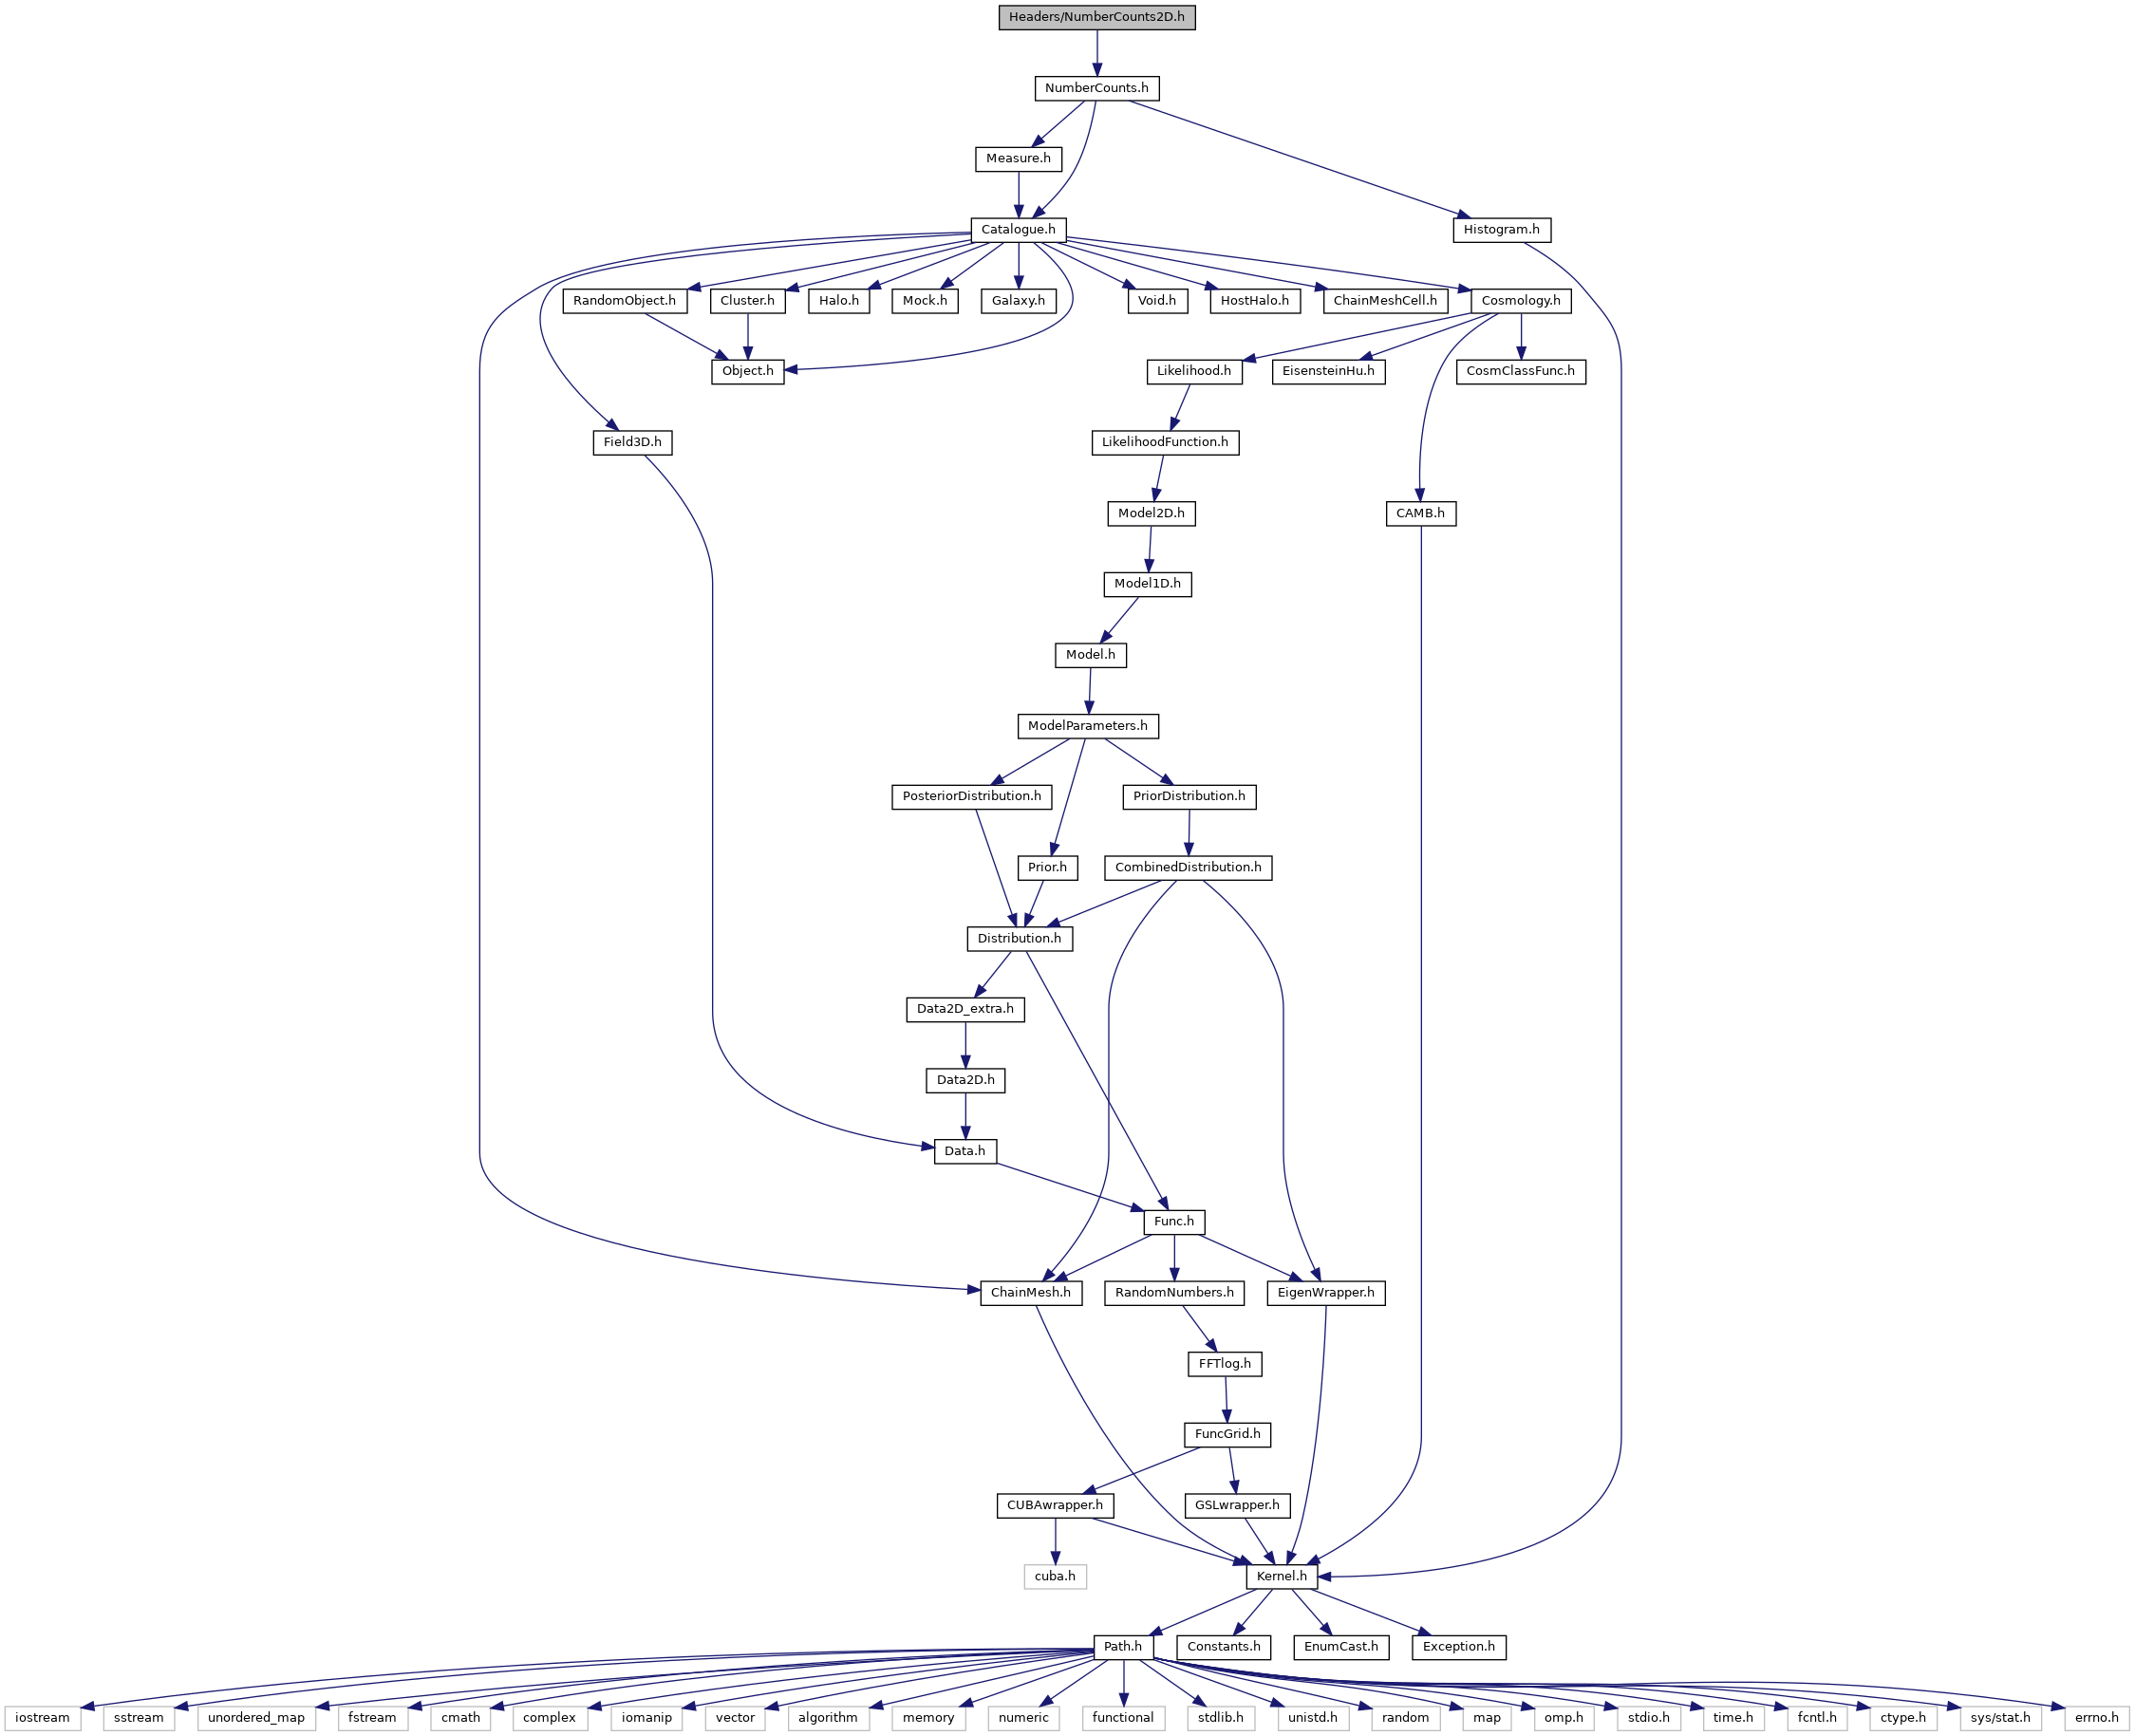 Headers/NumberCounts2D.h
NumberCounts.h
Measure.h
Catalogue.h
Histogram.h
RandomObject.h
Cluster.h
Halo.h
Mock.h
Galaxy.h
Void.h
HostHalo.h
ChainMeshCell.h
Cosmology.h
Object.h
Likelihood.h
EisensteinHu.h
CosmClassFunc.h
Field3D.h
LikelihoodFunction.h
Model2D.h
CAMB.h
Model1D.h
Model.h
ModelParameters.h
PosteriorDistribution.h
PriorDistribution.h
Prior.h
CombinedDistribution.h
Distribution.h
Data2D_extra.h
Data2D.h
Data.h
Func.h
ChainMesh.h
RandomNumbers.h
EigenWrapper.h
FFTlog.h
FuncGrid.h
CUBAwrapper.h
GSLwrapper.h
cuba.h
Kernel.h
Path.h
Constants.h
EnumCast.h
Exception.h
iostream
sstream
unordered_map
fstream
cmath
complex
iomanip
vector
algorithm
memory
numeric
functional
stdlib.h
unistd.h
random
map
omp.h
stdio.h
time.h
fcntl.h
ctype.h
sys/stat.h
errno.h